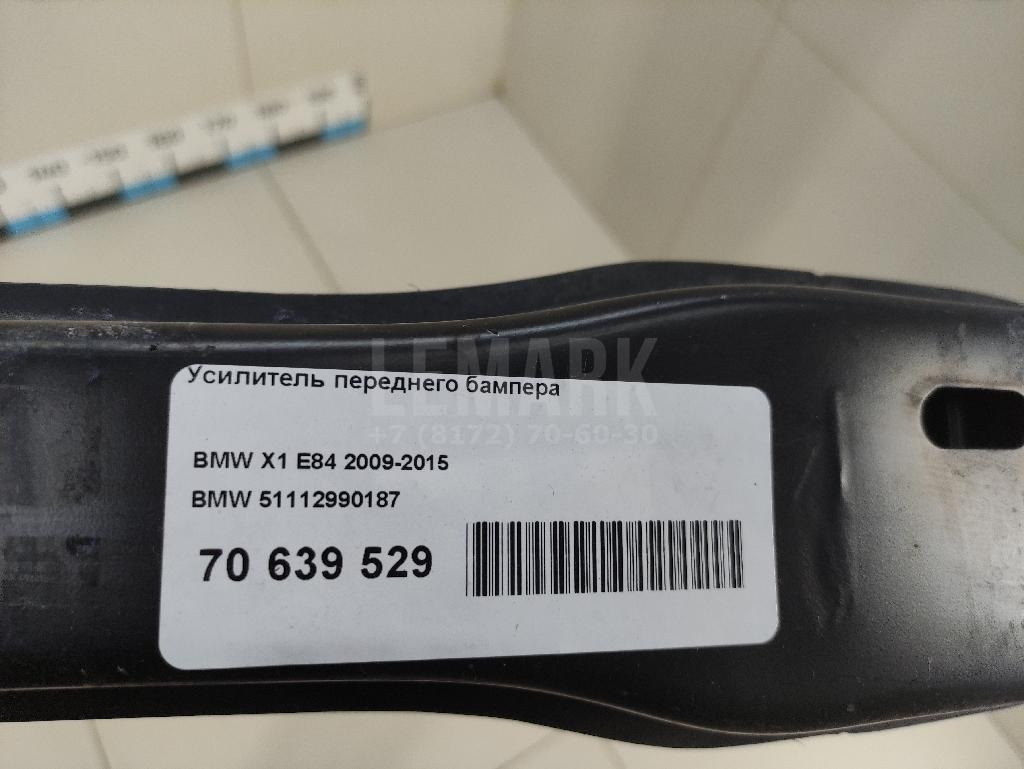 LEMARK
+7 (8172) 70-60-30
Усилитель переднего бампера
BMW X1 E84 2009-2015
BMW 51112990187
70 639 529